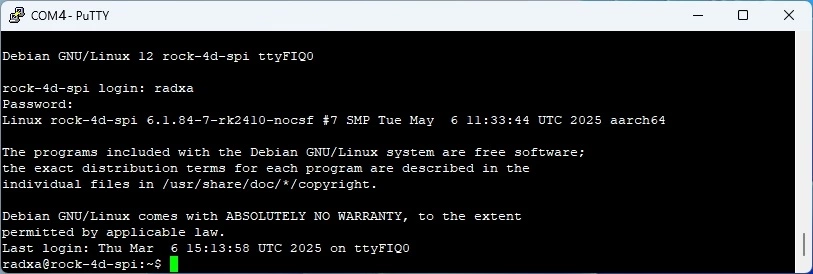 COM4 - PuTTY
Debian GNU/Linux 12 rock-4d-spi ttyFIQ0
rock-4d-spi login: radxa
Password:
Linux rock-4d-spi 6.1.84-7-rk2410-nocsf #7 SMP Tue May  6 11:33:44 UTC 2025 aarch64
The programs included with the Debian GNU/Linux system are free software;
the exact distribution terms for each program are described in the
individual files in /usr/share/doc/*/copyright.
Debian GNU/Linux comes with ABSOLUTELY NO WARRANTY, to the extent
permitted by applicable law.
Last login: Thu Mar  6 15:13:58 UTC 2025 on ttyFIQ0
radxa@rock-4d-spi:~$